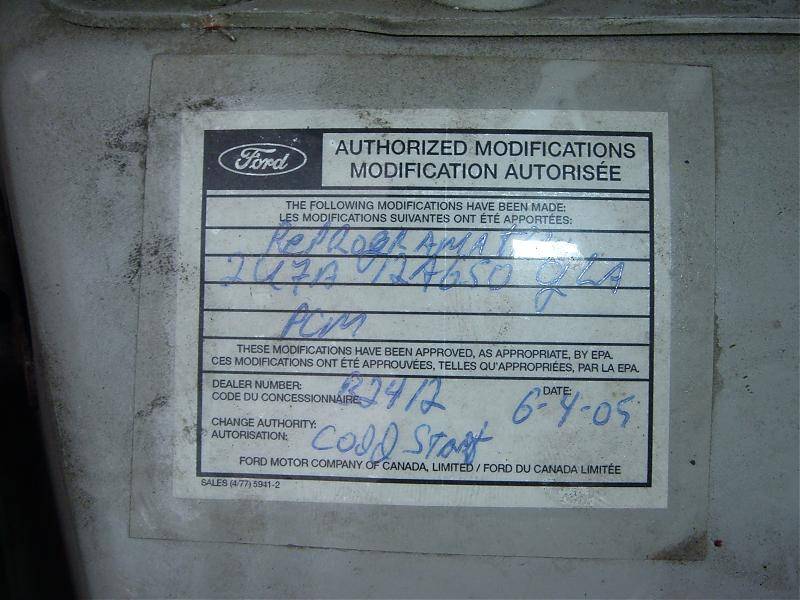 Ford
AUTHORIZED MODIFICATIONS
MODIFICATION AUTORISÉE
THE FOLLOWING MODIFICATIONS HAVE BEEN MADE:
LES MODIFICATIONS SUIVANTES ONT ÉTÉ APPORTÉES:
12A650
PCM
THESE MODIFICATIONS HAVE BEEN APPROVED, AS APPROPRIATE, BY EPA.
CES MODIFICATIONS ONT ÉTÉ APPROUVÉES, TELLES QU'APPROPRIÉES, PAR LA EPA.
DEALER NUMBER: DATE:
CODE DU CONCESSIONNAIRE: B2412 6-4-05
CHANGE AUTHORITY:
AUTORISATION: Cold Start
FORD MOTOR COMPANY OF CANADA, LIMITED / FORD DU CANADA LIMITÉE
SALES (4/77) 5941-2